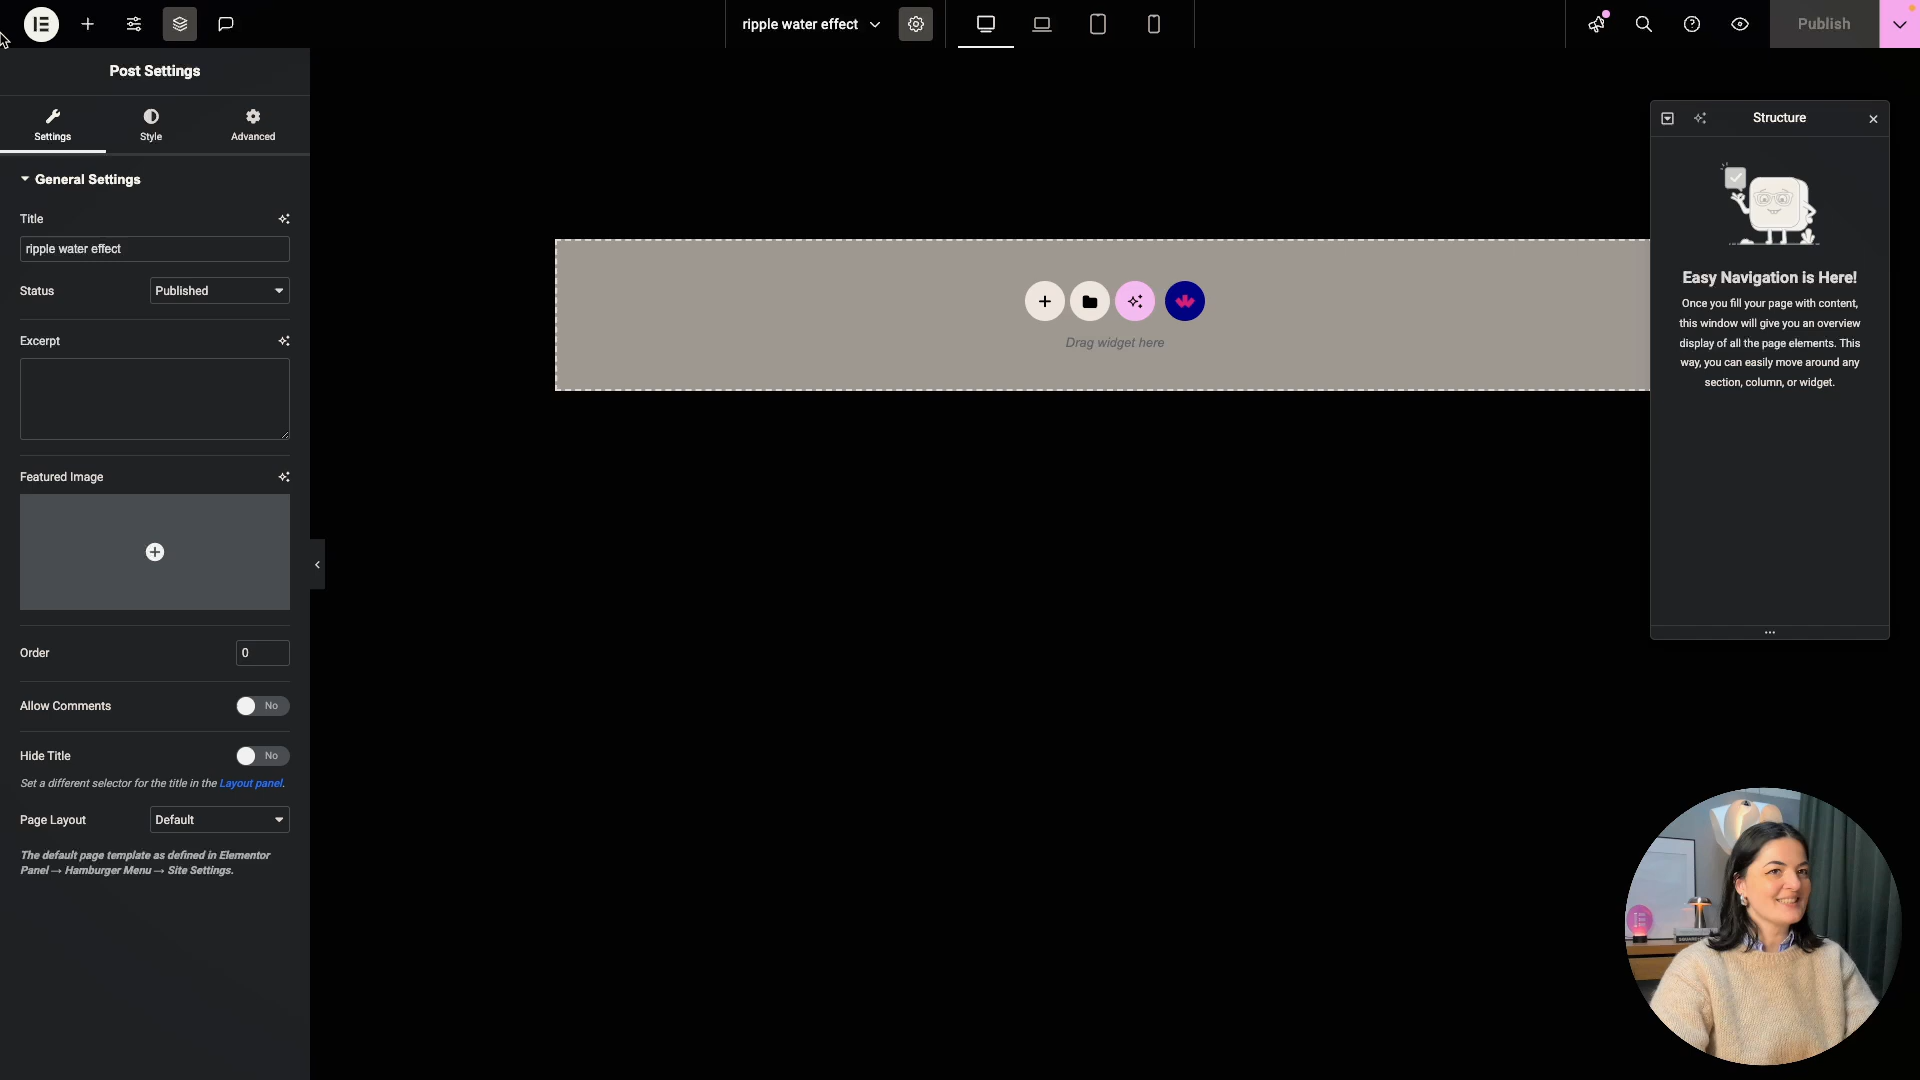 ripple water effect
Publish
Post Settings
Settings
Style
Advanced
General Settings
Title
ripple water effect
Status
Published
Excerpt
Featured Image
Order
0
Allow Comments
No
Hide Title
No
Set a different selector for the title in the Layout panel.
Page Layout
Default
The default page template as defined in Elementor
Panel → Hamburger Menu → Site Settings.
Drag widget here
Structure
Easy Navigation is Here!
Once you fill your page with content,
this window will give you an overview
display of all the page elements. This
way, you can easily move around any
section, column, or widget.